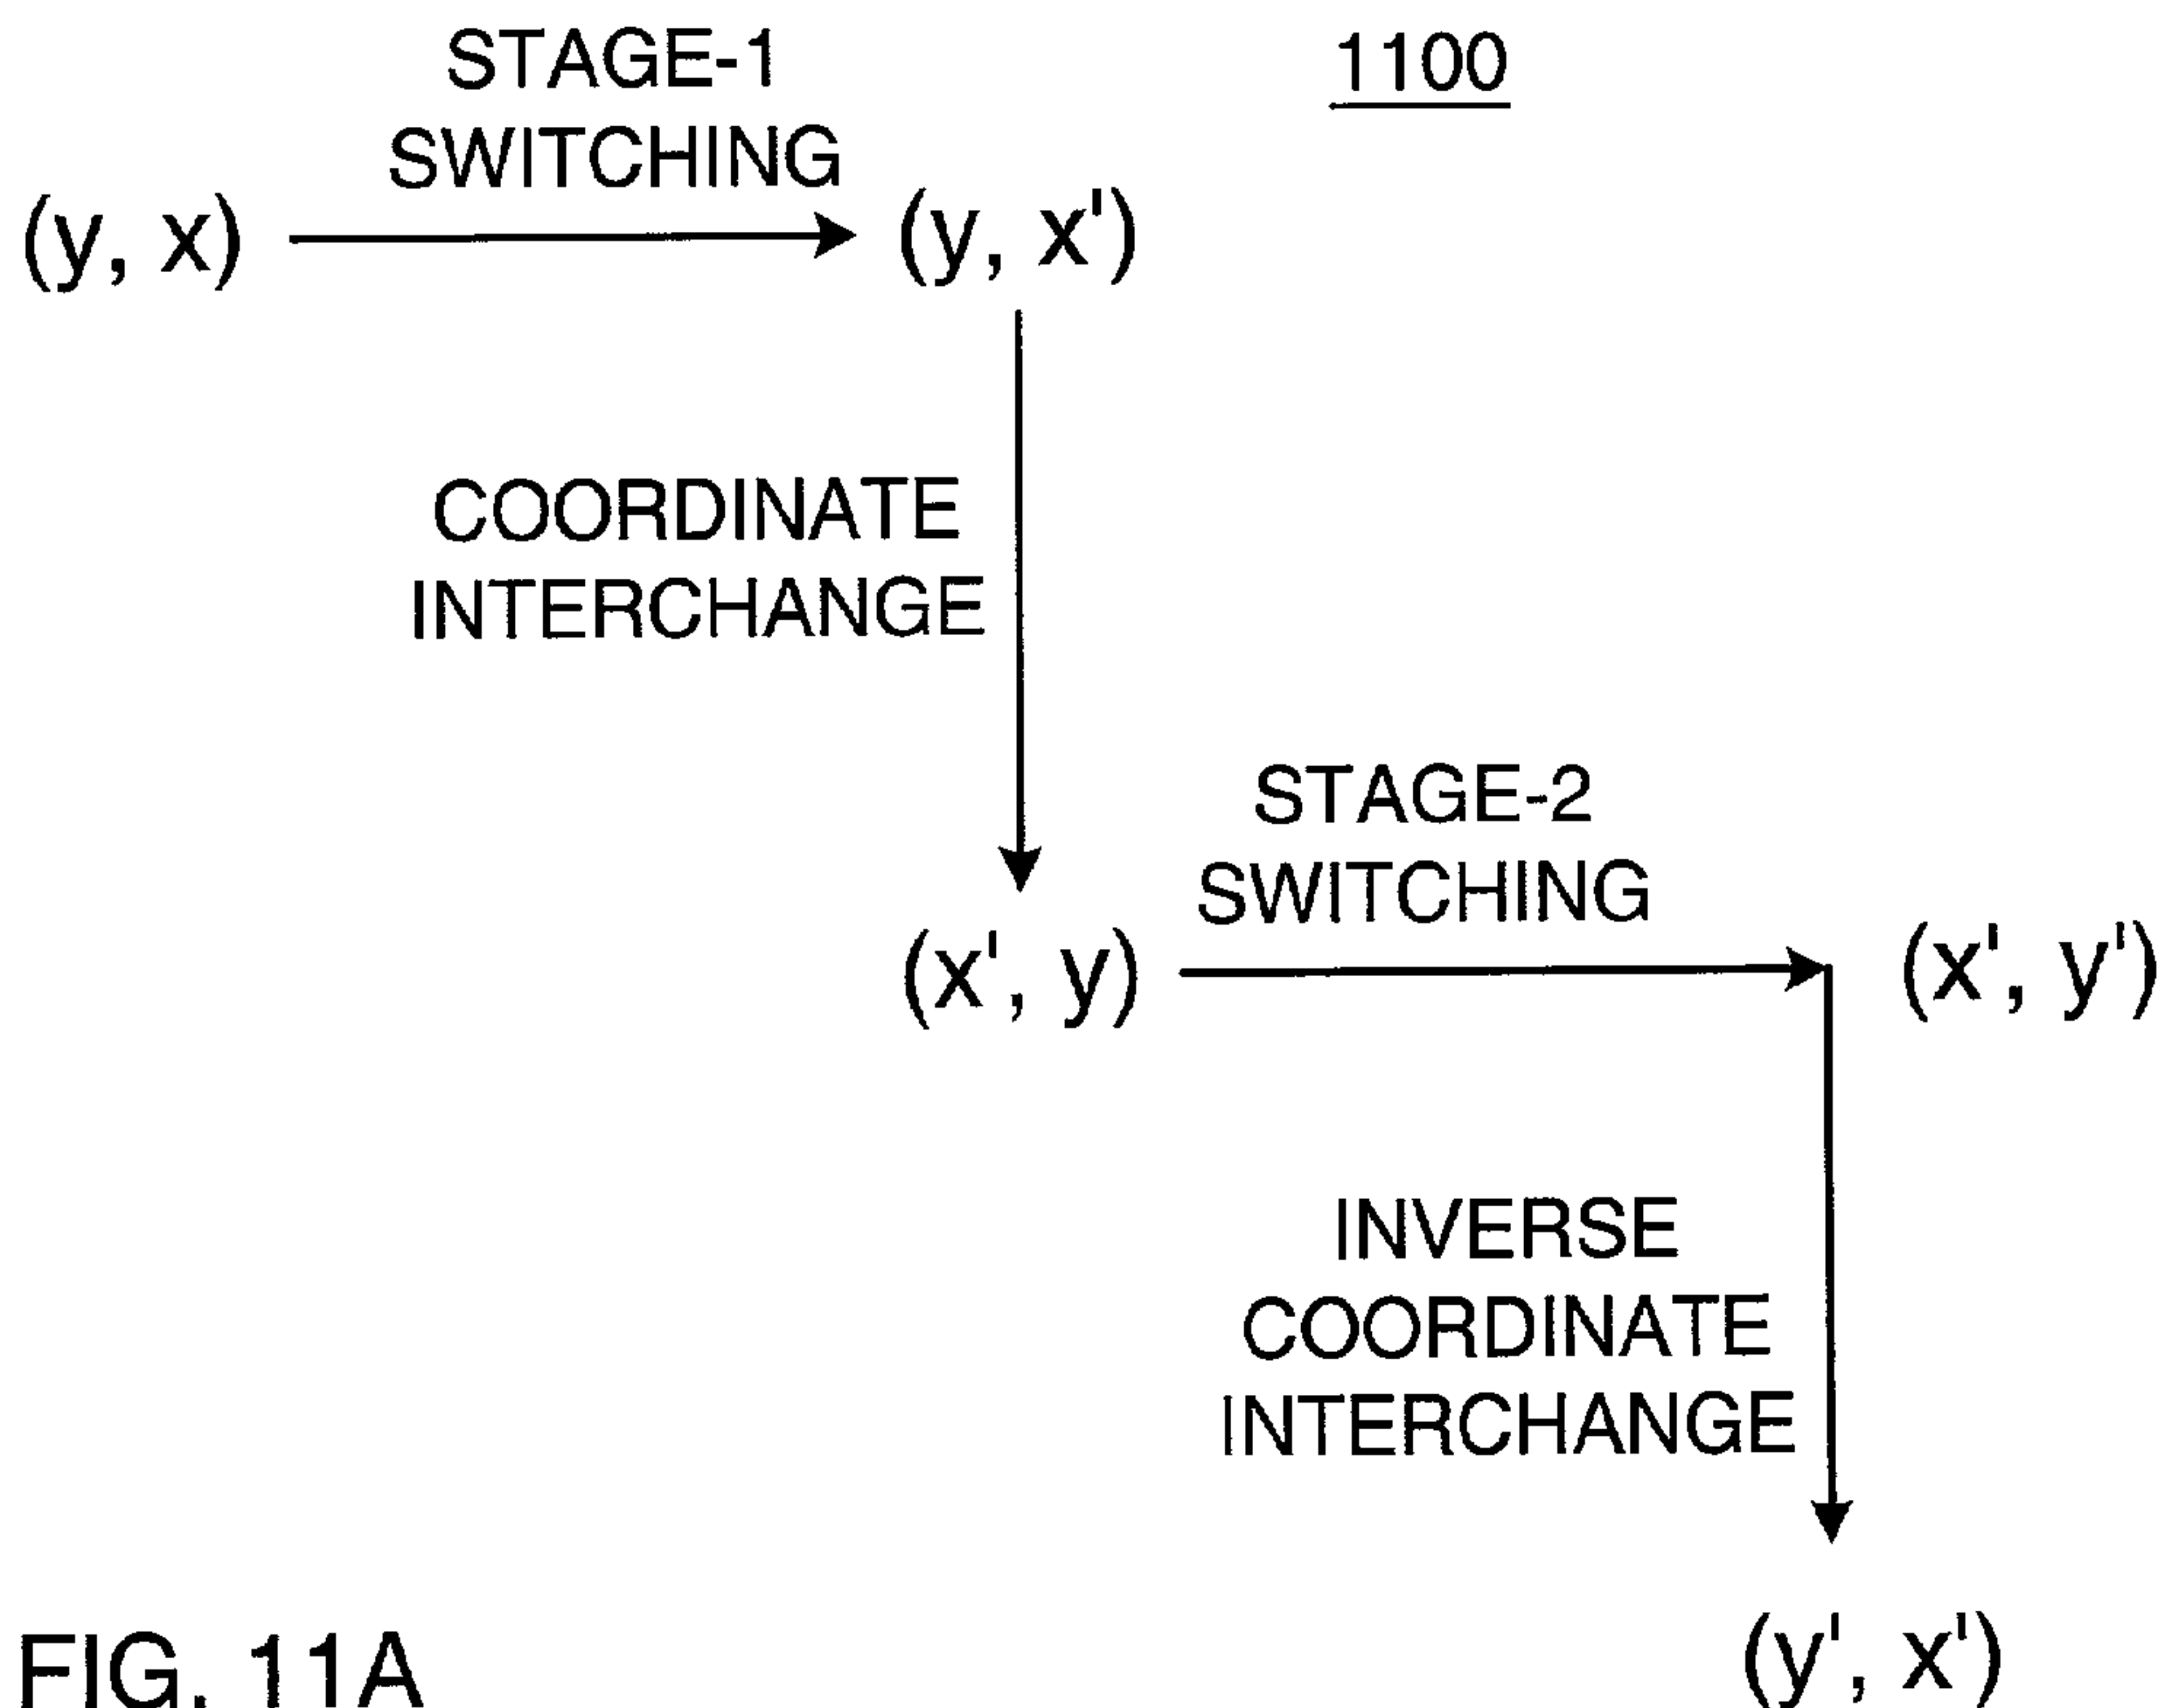 STAGE-1
SWITCHING
1100
(y, x)
(y, x')
COORDINATE
INTERCHANGE
STAGE-2
SWITCHING
(x', y)
(x', y')
INVERSE
COORDINATE
INTERCHANGE
(y', x')
FIG. 11A